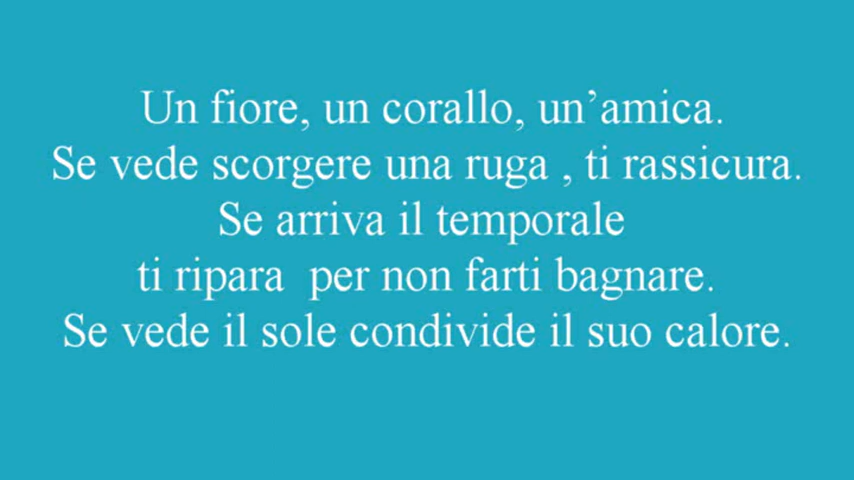 Un fiore, un corallo, un’amica.
Se vede scorgere una ruga , ti rassicura.
Se arriva il temporale
ti ripara  per non farti bagnare.
Se vede il sole condivide il suo calore.